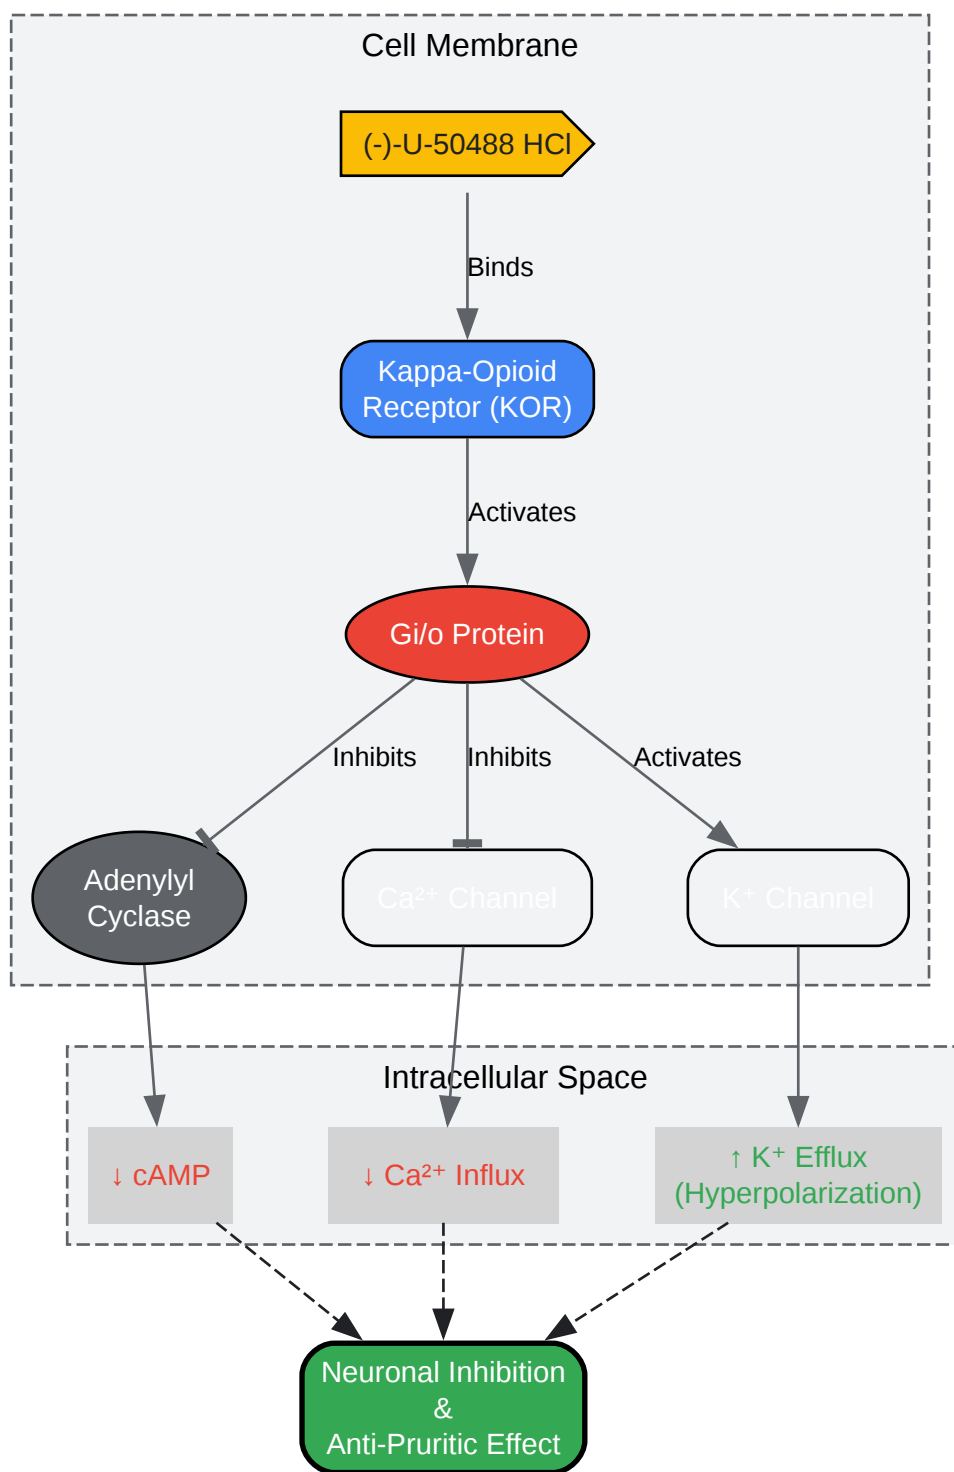 Cell Membrane
(-)-U-50488 HCl
Binds
Kappa-Opioid
Receptor (KOR)
Activates
Gi/o Protein
Inhibits
Inhibits
Activates
Adenylyl
Cyclase
Ca²⁺ Channel
K⁺ Channel
Intracellular Space
↓ cAMP
↓ Ca²⁺ Influx
↑ K⁺ Efflux
(Hyperpolarization)
Neuronal Inhibition
&
Anti-Pruritic Effect